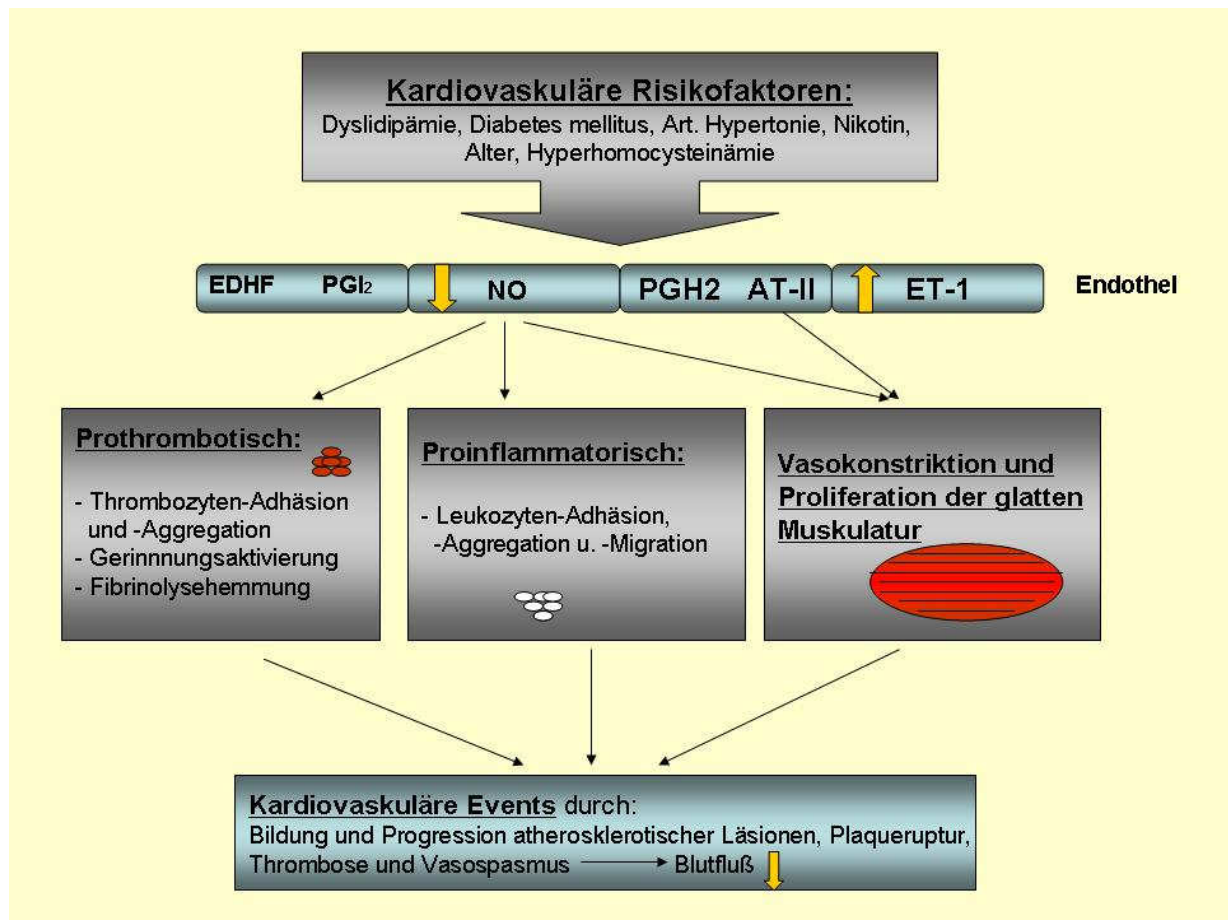 Kardiovaskuläre Risikofaktoren:
Dyslidipämie, Diabetes mellitus, Art. Hypertonie, Nikotin,
Alter, Hyperhomocysteinämie
EDHF PGI₂ NO PGH2 AT-II ET-1 Endothel
Prothrombotisch:
- Thrombozyten-Adhäsion
und -Aggregation
- Gerinnnungsaktivierung
- Fibrinolysehemmung
Proinflammatorisch:
- Leukozyten-Adhäsion,
-Aggregation u. -Migration
Vasokonstriktion und
Proliferation der glatten
Muskulatur
Kardiovaskuläre Events durch:
Bildung und Progression atherosklerotischer Läsionen, Plaqueruptur,
Thrombose und Vasospasmus Blutfluß